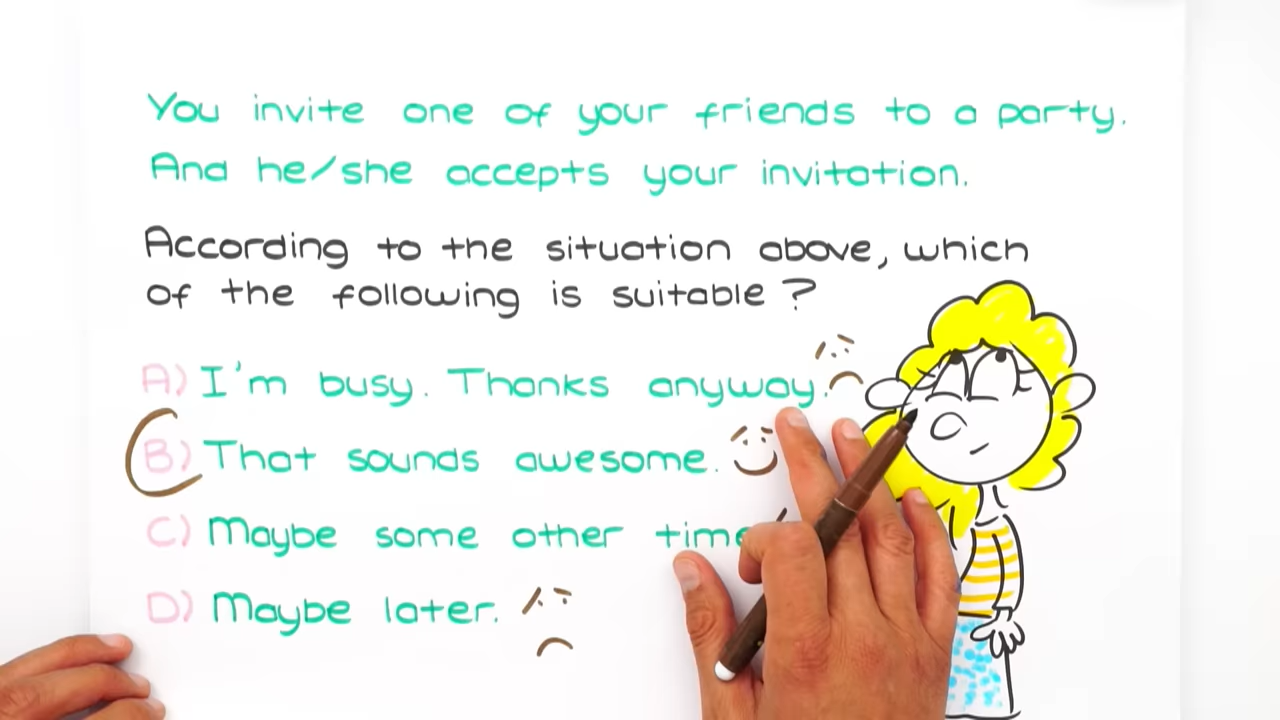 You invite one of your friends to a party.
And he/she accepts your invitation.
According to the situation above, which
of the following is suitable?
A) I'm busy. Thanks anyway.
B) That sounds awesome.
C) Maybe some other time
D) Maybe later.